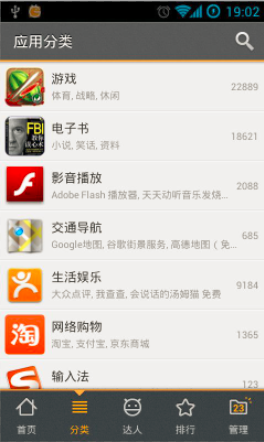 19:02
应用分类
游戏
体育, 战略, 休闲
22889
FBI
教你
读心术
电子书
小说, 笑话, 资料
18621
影音播放
Adobe Flash 播放器, 天天动听音乐发烧...
2088
交通导航
Google地图, 谷歌街景服务, 高德地图 ( 免...
685
生活娱乐
大众点评, 我查查, 会说话的汤姆猫 免费
9184
淘
网络购物
淘宝, 支付宝, 京东商城
1365
S
输入法
首页
分类
达人
排行
23
管理